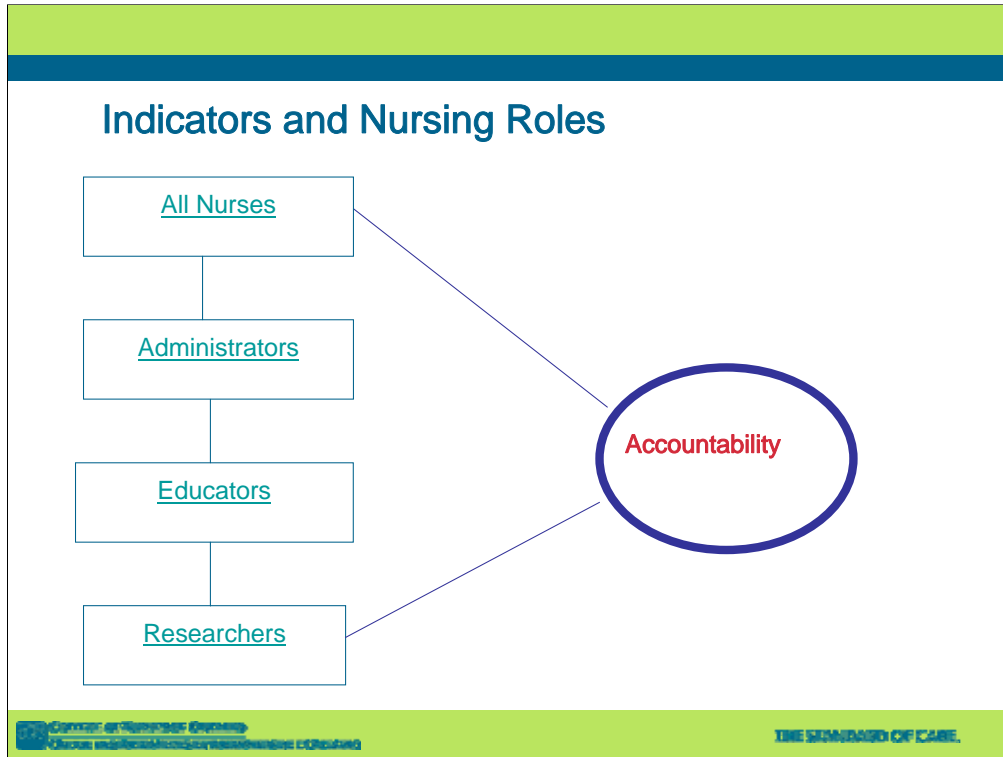 Indicators and Nursing Roles
All Nurses
Administrators
Educators
Researchers
Accountability
THE STANDARD OF CARE.